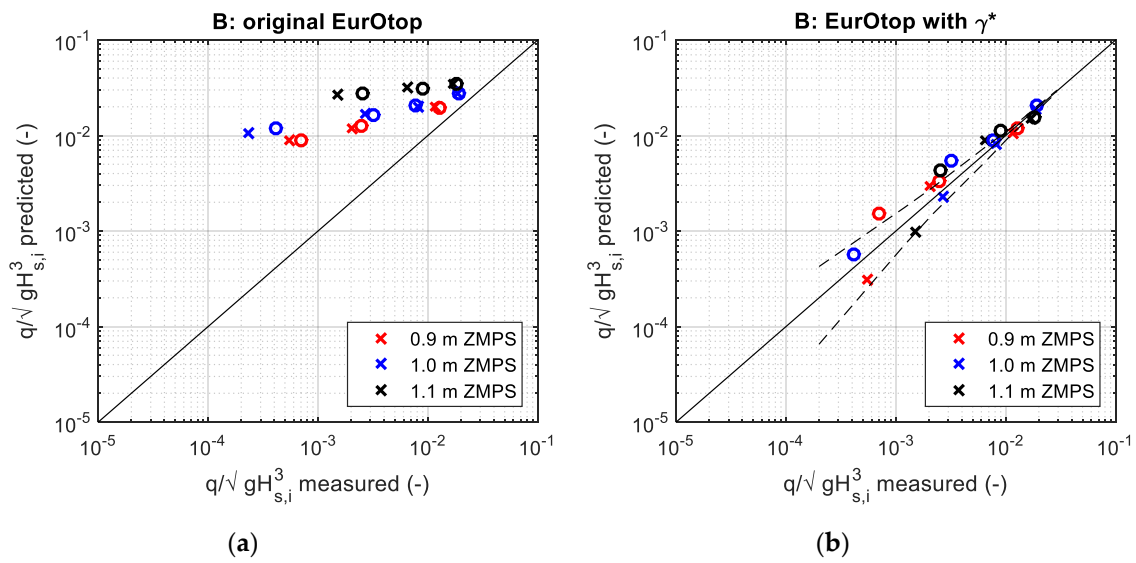 B: original EurOtop
10^-1
10^-2
10^-3
10^-4
10^-5
q/√ gH^3_s,i predicted (-)
0.9 m ZMPS
1.0 m ZMPS
1.1 m ZMPS
10^-5 10^-4 10^-3 10^-2 10^-1
q/√ gH^3_s,i measured (-)
(a)
B: EurOtop with γ*
10^-1
10^-2
10^-3
10^-4
10^-5
q/√ gH^3_s,i predicted (-)
0.9 m ZMPS
1.0 m ZMPS
1.1 m ZMPS
10^-5 10^-4 10^-3 10^-2 10^-1
q/√ gH^3_s,i measured (-)
(b)